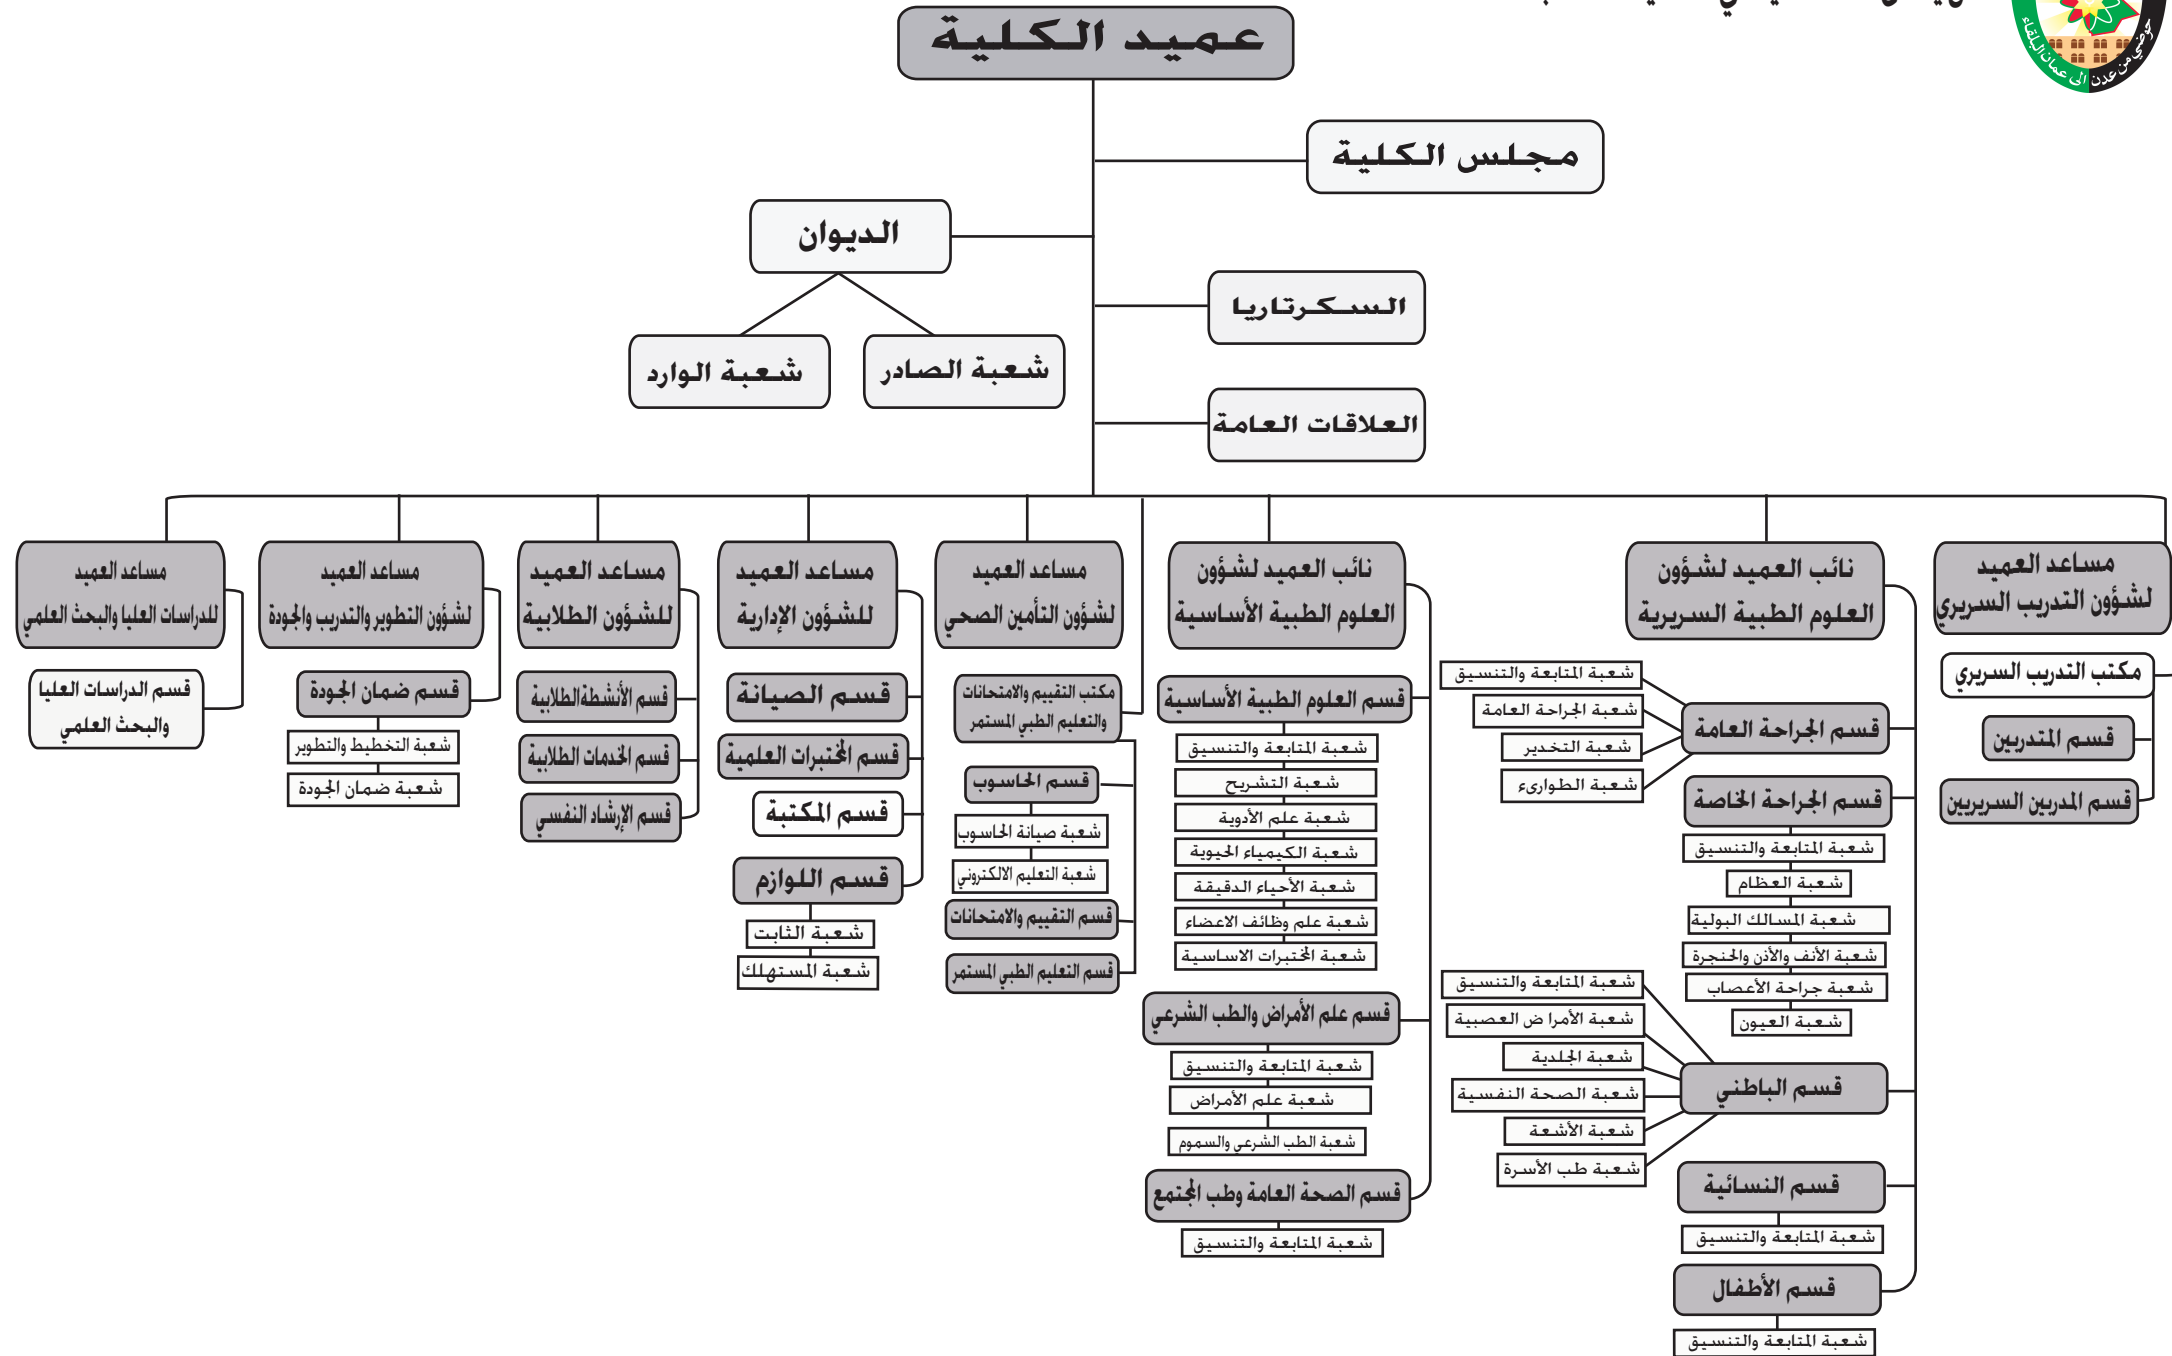 عميد الكلية
حوضي من عدن الى عمان البلقاء
مجلس الكلية
الديوان
السكرتاريا
شعبة الصادر
شعبة الوارد
العلاقات العامة
مساعد العميد
لشؤون التدريب السريري
مكتب التدريب السريري
قسم المتدربين
قسم المدربين السريريين
نائب العميد لشؤون
العلوم الطبية السريرية
قسم الجراحة العامة
شعبة المتابعة والتنسيق
شعبة الجراحة العامة
شعبة التخدير
شعبة الطوارىء
قسم الجراحة الخاصة
شعبة المتابعة والتنسيق
شعبة العظام
شعبة المسالك البولية
شعبة الأنف والأذن والحنجرة
شعبة جراحة الأعصاب
شعبة العيون
قسم الباطني
شعبة المتابعة والتنسيق
شعبة الأمرا ض العصبية
شعبة الجلدية
شعبة الصحة النفسية
شعبة الأشعة
شعبة طب الأسرة
قسم النسائية
شعبة المتابعة والتنسيق
قسم الأطفال
شعبة المتابعة والتنسيق
نائب العميد لشؤون
العلوم الطبية الأساسية
قسم العلوم الطبية الأساسية
شعبة المتابعة والتنسيق
شعبة التشريح
شعبة علم الأدوية
شعبة الكيمياء الحيوية
شعبة الأحياء الدقيقة
شعبة علم وظائف الاعضاء
شعبة المختبرات الاساسية
قسم علم الأمراض والطب الشرعي
شعبة المتابعة والتنسيق
شعبة علم الأمراض
شعبة الطب الشرعي والسموم
قسم الصحة العامة وطب المجتمع
شعبة المتابعة والتنسيق
مساعد العميد
لشؤون التأمين الصحي
مكتب التقييم والامتحانات
والتعليم الطبي المستمر
قسم الحاسوب
شعبة صيانة الحاسوب
شعبة التعليم الالكتروني
قسم التقييم والامتحانات
قسم التعليم الطبي المستمر
مساعد العميد
للشؤون الإدارية
قسم الصيانة
قسم المختبرات العلمية
قسم المكتبة
قسم اللوازم
شعبة الثابت
شعبة المستهلك
مساعد العميد
للشؤون الطلابية
قسم الأنشطة الطلابية
قسم الخدمات الطلابية
قسم الإرشاد النفسي
مساعد العميد
لشؤون التطوير والتدريب والجودة
قسم ضمان الجودة
شعبة التخطيط والتطوير
شعبة ضمان الجودة
مساعد العميد
للدراسات العليا والبحث العلمي
قسم الدراسات العليا
والبحث العلمي